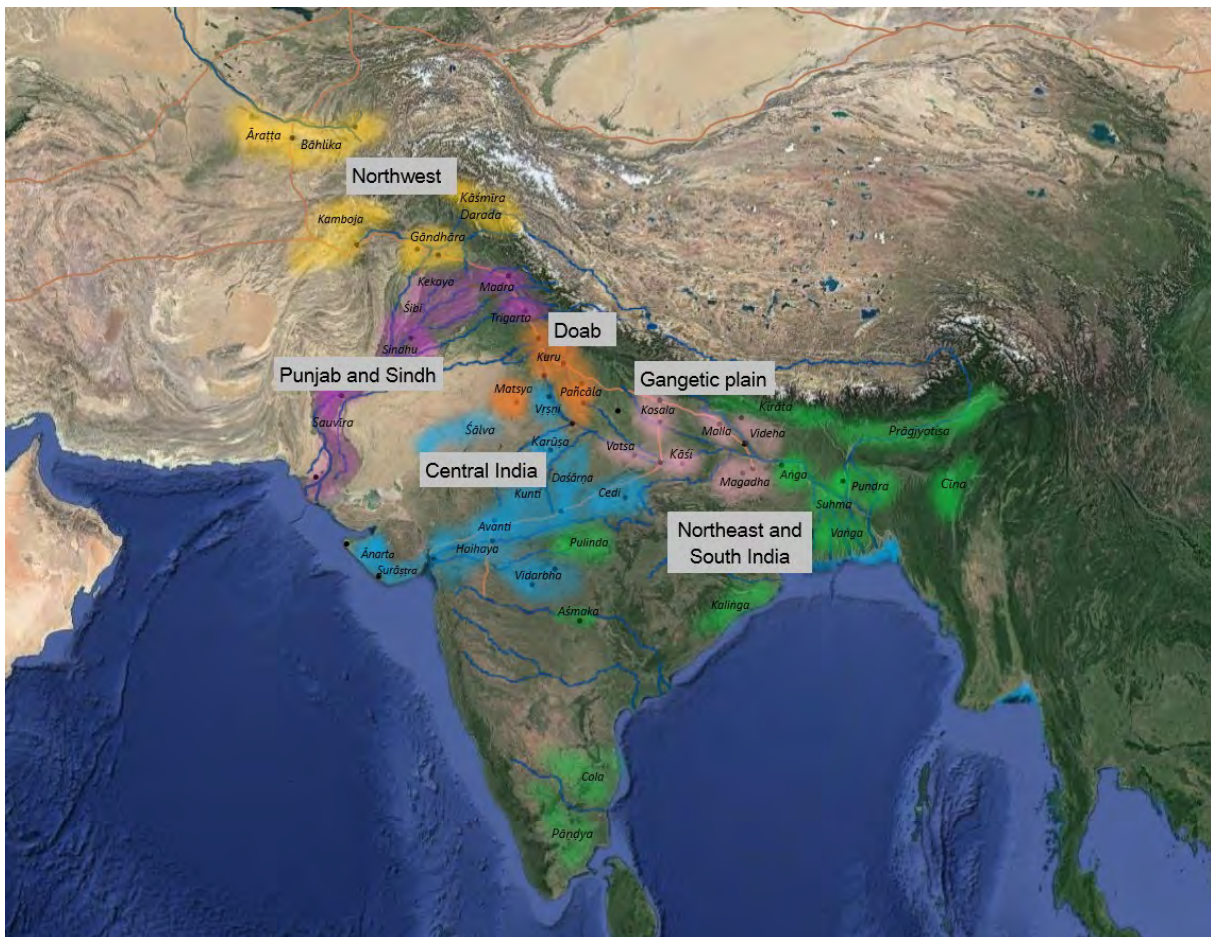 Āraṭṭa
Bāhlika
Northwest
Kāśmīra
Darada
Kamboja
Gāndhāra
Kekaya
Madra
Śibi
Trigarta
Sindhu
Doab
Kuru
Punjab and Sindh
Gangetic plain
Matsya
Pañcāla
Vṛṣṇi
Kosala
Kirāta
Sauvīra
Śālva
Karūṣa
Vatsa
Malla
Videha
Prāgjyotiṣa
Kāśi
Central India
Daśārṇa
Magadha
Aṅga
Kunti
Cedi
Suhma
Puṇḍra
Cīna
Avanti
Northeast and
South India
Vaṅga
Haihaya
Pulinda
Ānarta
Surāṣṭra
Vidarbha
Aśmaka
Kaliṅga
Cola
Pāṇḍya